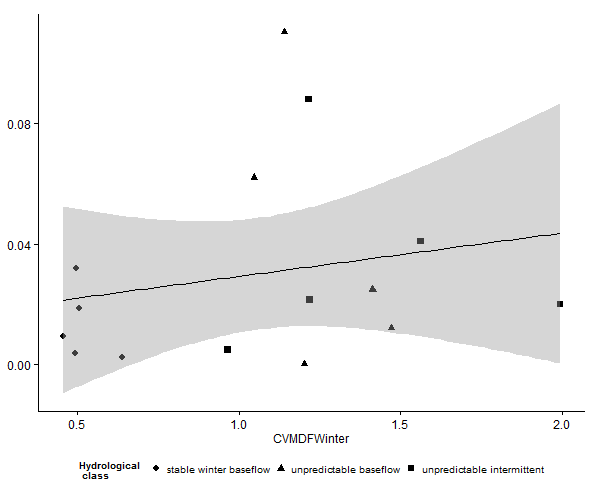 0.08
0.04
0.00
0.5 1.0 1.5 2.0
CVMDFWinter
Hydrological
class
stable winter baseflow unpredictable baseflow unpredictable intermittent